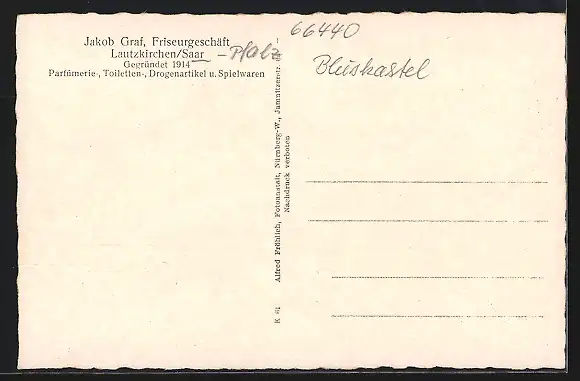 Jakob Graf, Friseurgeschäft
Lautzkirchen/Saar – Pfalz
Gegründet 1914
Parfümerie-, Toiletten-, Drogenartikel u. Spielwaren
66440
Blieskastel
K 91 Alfred Fröhlich, Fotoanstalt, Nürnberg-W., Jamnitzerstr.
Nachdruck verboten